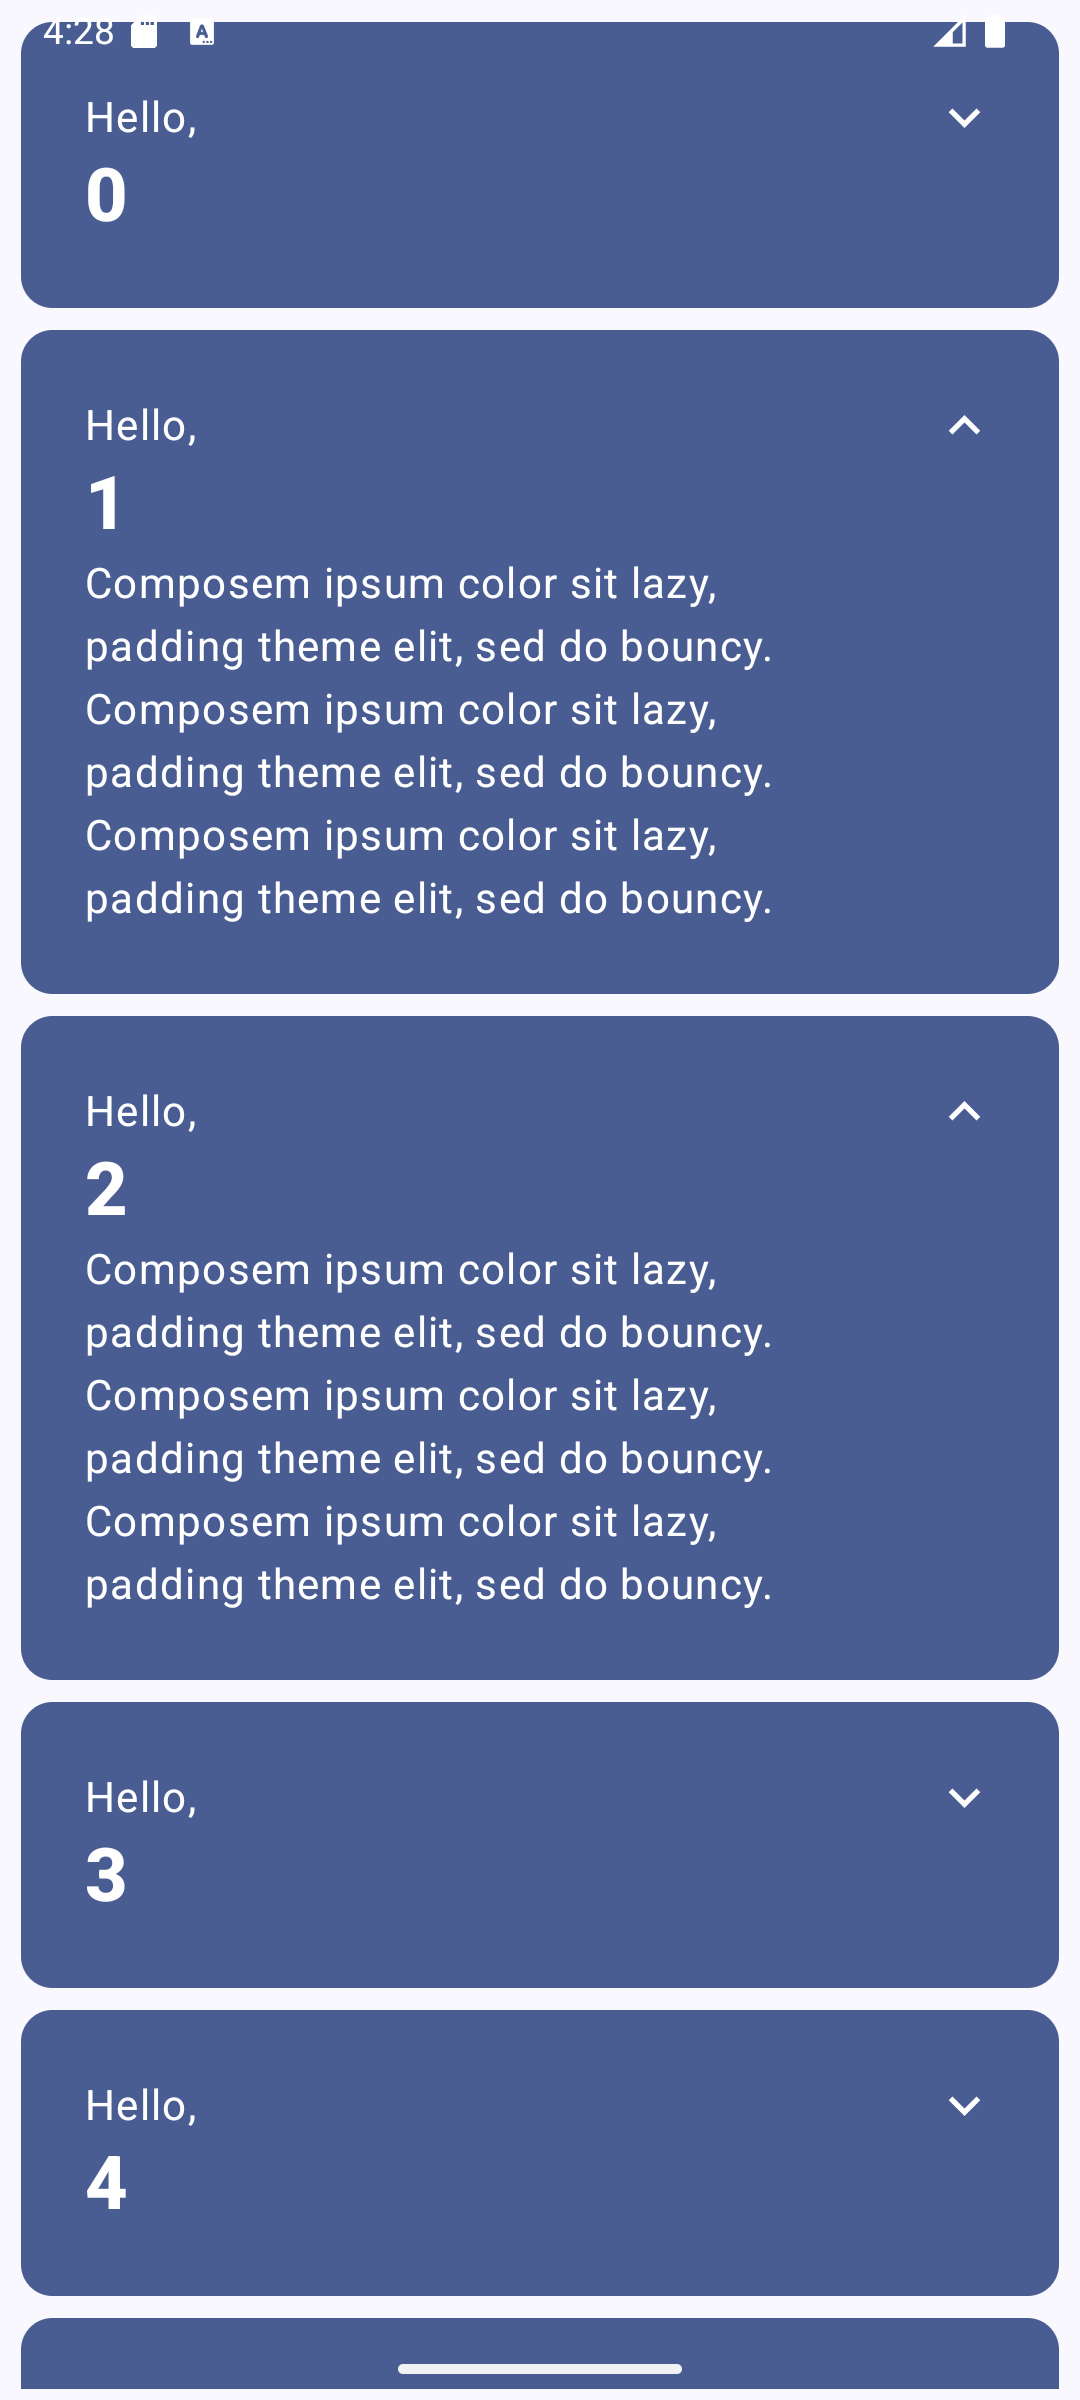 4:28
Hello,
0
Hello,
1
Composem ipsum color sit lazy,
padding theme elit, sed do bouncy.
Composem ipsum color sit lazy,
padding theme elit, sed do bouncy.
Composem ipsum color sit lazy,
padding theme elit, sed do bouncy.
Hello,
2
Composem ipsum color sit lazy,
padding theme elit, sed do bouncy.
Composem ipsum color sit lazy,
padding theme elit, sed do bouncy.
Composem ipsum color sit lazy,
padding theme elit, sed do bouncy.
Hello,
3
Hello,
4